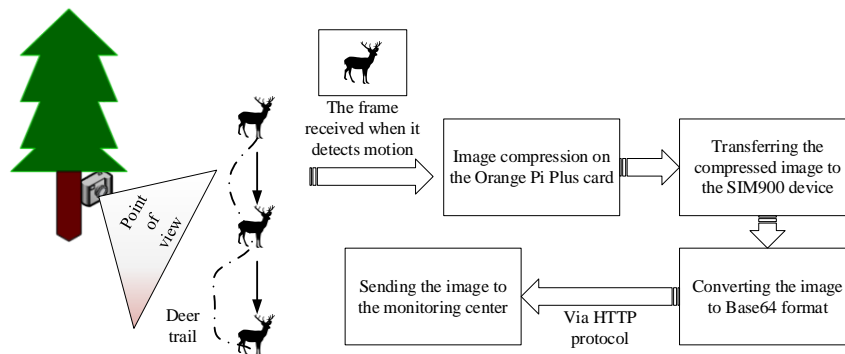 Point
of
view
Deer
trail
The frame
received when it
detects motion
Image compression on
the Orange Pi Plus card
Transferring the
compressed image to
the SIM900 device
Converting the image
to Base64 format
Via HTTP
protocol
Sending the image to
the monitoring center